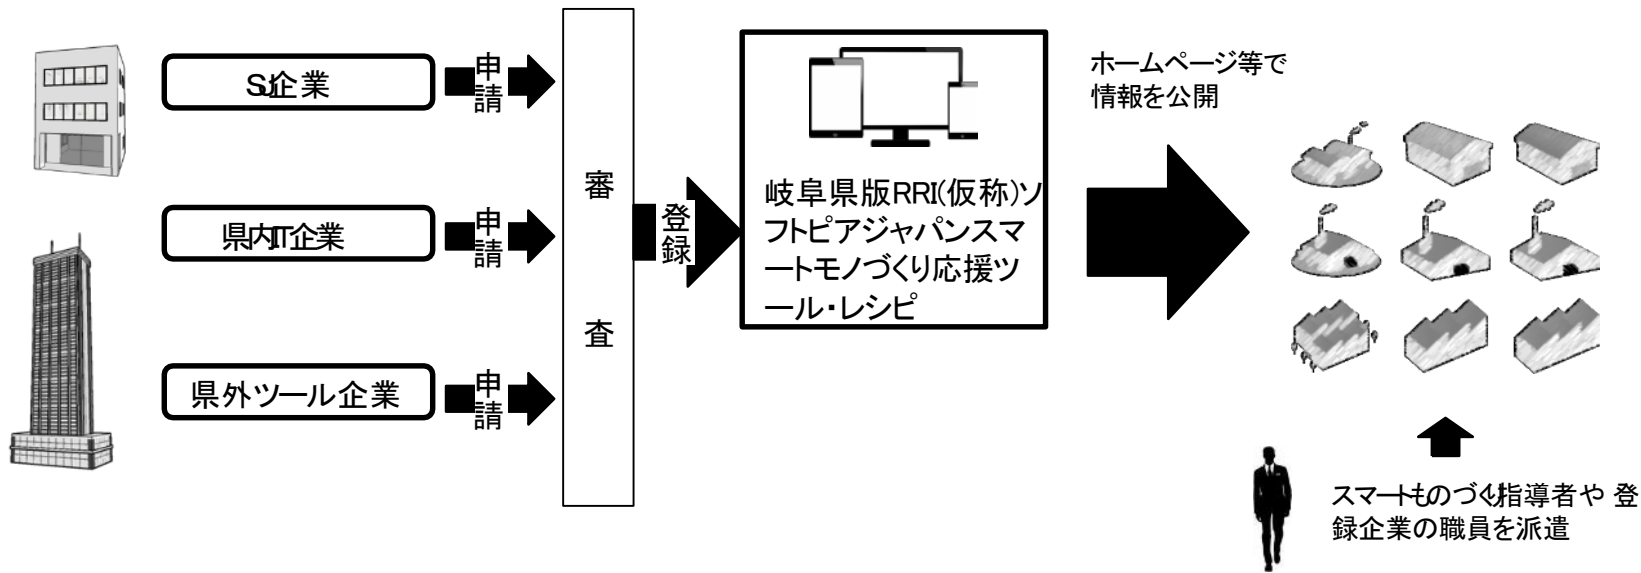 SJ企業
申請
県内IT企業
申請
県外ツール企業
申請
審査
登録
岐阜県版RRI(仮称)ソ
フトピアジャパンスマ
ートモノづくり応援ツ
ール・レシピ
ホームページ等で
情報を公開
スマートものづくり指導者や 登
録企業の職員を派遣